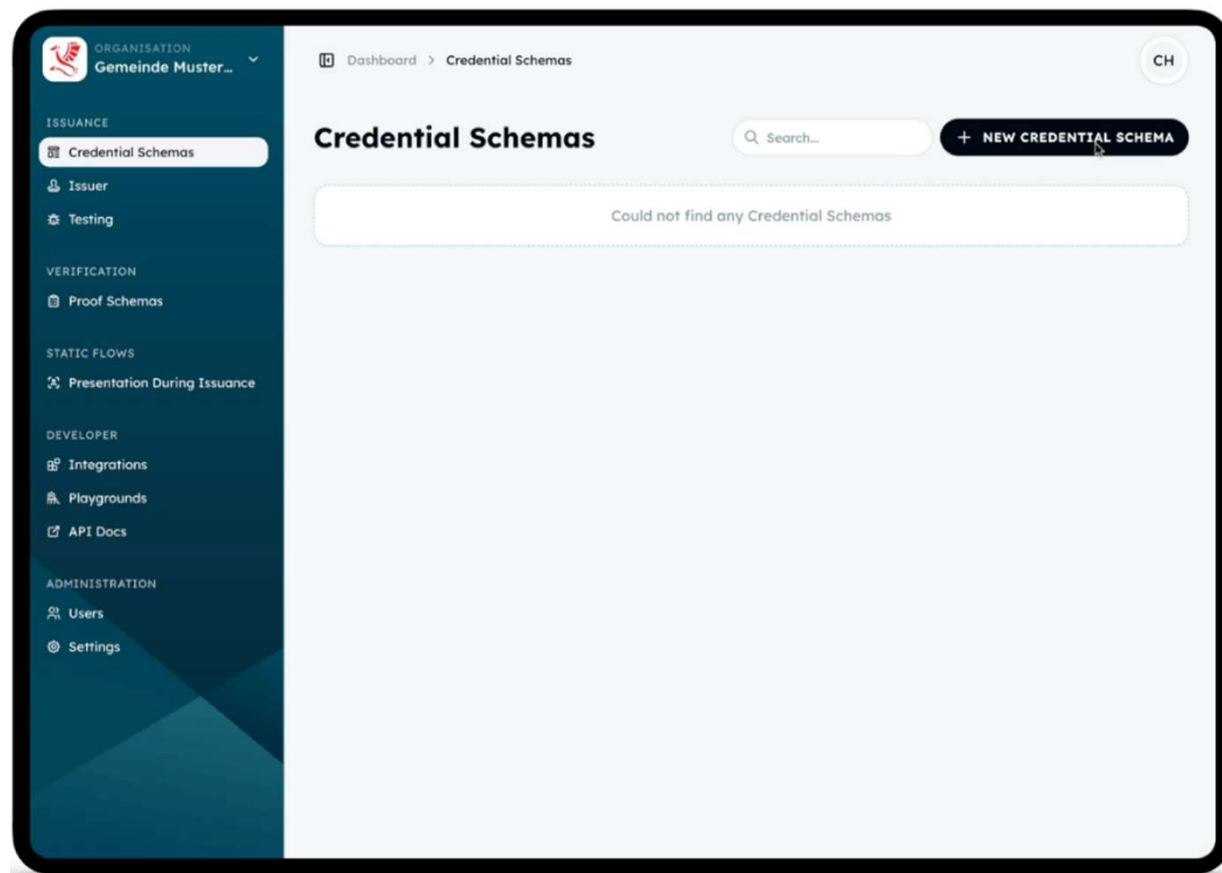 ORGANISATION
Gemeinde Muster...
ISSUANCE
Credential Schemas
Issuer
Testing
VERIFICATION
Proof Schemas
STATIC FLOWS
Presentation During Issuance
DEVELOPER
Integrations
Playgrounds
API Docs
ADMINISTRATION
Users
Settings
Dashboard > Credential Schemas
CH
Credential Schemas
Search...
+ NEW CREDENTIAL SCHEMA
Could not find any Credential Schemas